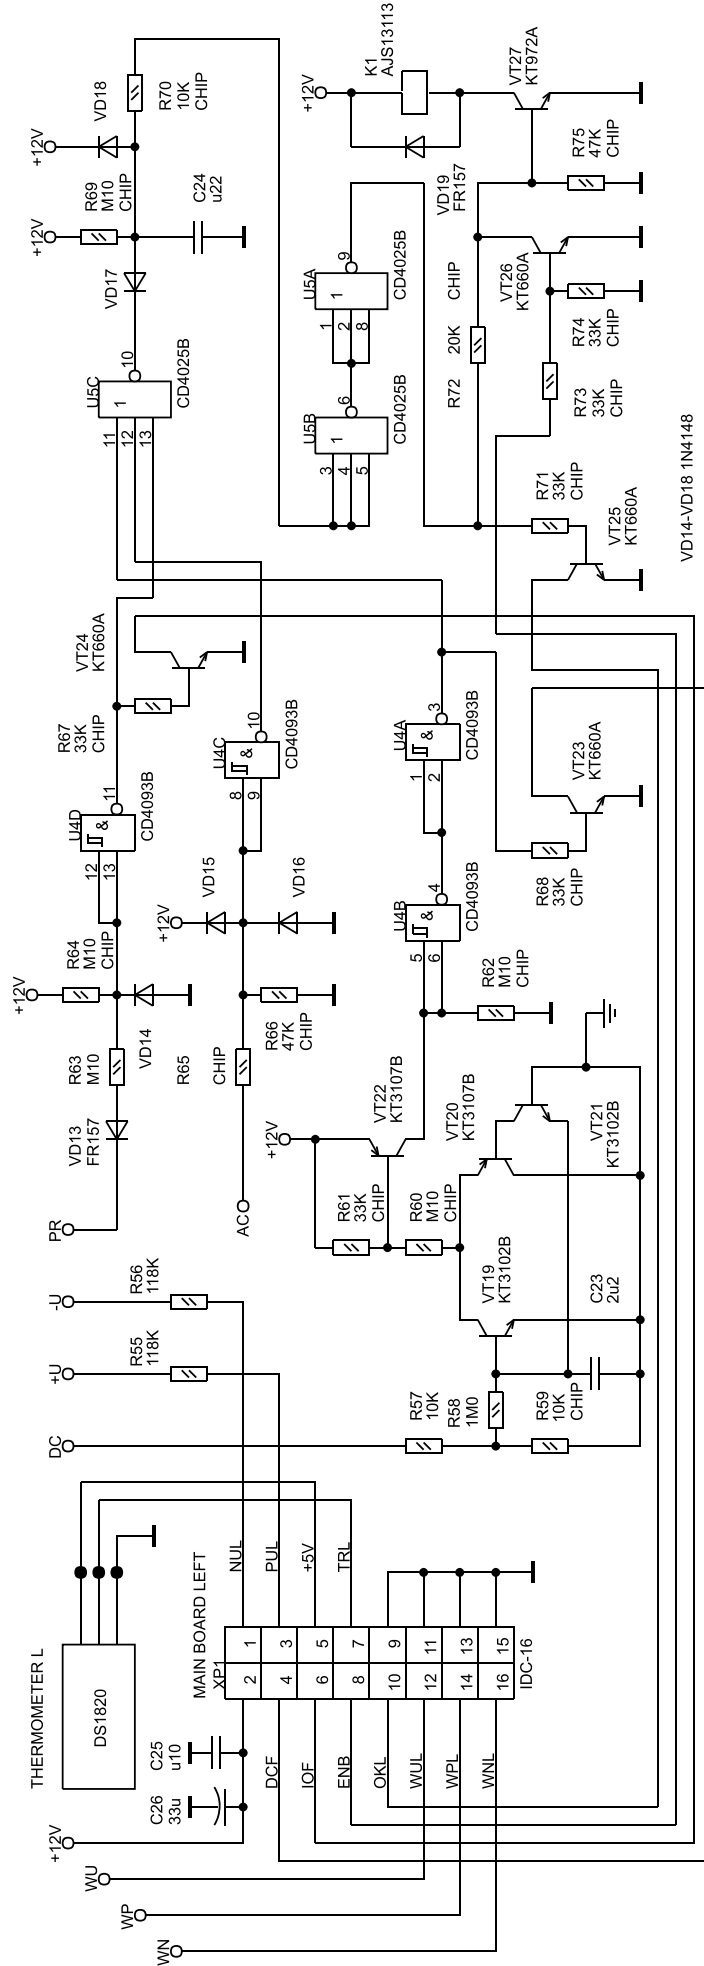 +12V
VD18
R70
10K
CHIP
+12V
R69
M10
CHIP
C24
u22
VD17
U5C
1
10
11
12
13
CD4025B
+12V
K1
AJS13113
VD19
FR157
VT27
KT972A
R75
47K
CHIP
U5A
1
9
1
2
8
CD4025B
U5B
1
6
3
4
5
CD4025B
R72
20K
CHIP
VT26
KT660A
R74
33K
CHIP
R73
33K
CHIP
R71
33K
CHIP
VT25
KT660A
VD14-VD18 1N4148
VT24
KT660A
R67
33K
CHIP
U4D
&
11
12
13
CD4093B
U4C
&
10
8
9
CD4093B
U4A
&
3
1
2
CD4093B
U4B
&
4
5
6
CD4093B
VT23
KT660A
R68
33K
CHIP
+12V
R64
M10
CHIP
VD14
R63
M10
VD13
FR157
PR
+12V
VD15
VD16
R66
47K
CHIP
R65
CHIP
AC
R62
M10
CHIP
+12V
VT22
KT3107B
R61
33K
CHIP
R60
M10
CHIP
VT20
KT3107B
VT21
KT3102B
VT19
KT3102B
C23
2u2
R57
10K
R58
1M0
R59
10K
CHIP
-U
R56
118K
+U
R55
118K
DC
THERMOMETER L
DS1820
MAIN BOARD LEFT
XP1
NUL
PUL
+5V
TRL
1
3
5
7
9
11
13
15
2
4
6
8
10
12
14
16
IDC-16
DCF
IOF
ENB
OKL
WUL
WPL
WNL
C25
u10
C26
33u
+12V
WU
WP
WN